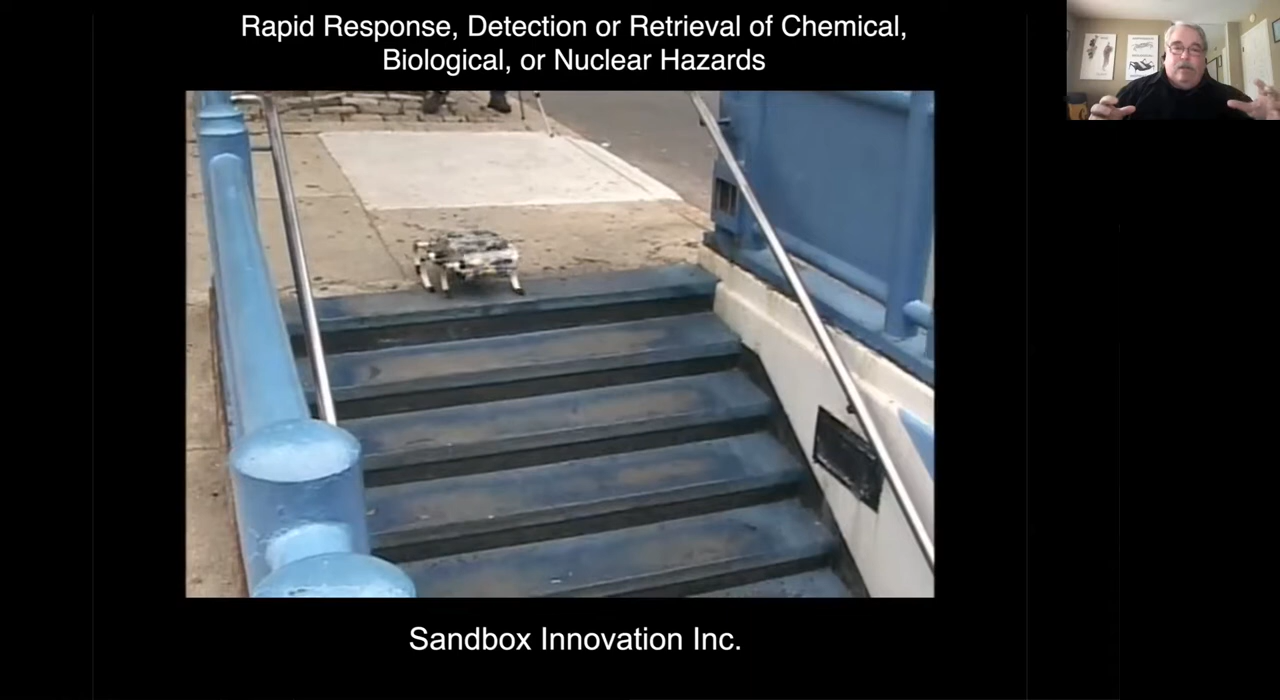 Rapid Response, Detection or Retrieval of Chemical,
Biological, or Nuclear Hazards
Sandbox Innovation Inc.